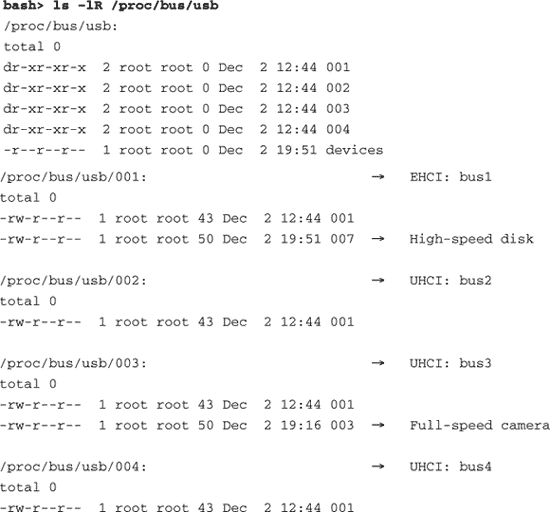 bash> ls -lR /proc/bus/usb
/proc/bus/usb:
total 0
dr-xr-xr-x  2 root root 0 Dec  2 12:44 001
dr-xr-xr-x  2 root root 0 Dec  2 12:44 002
dr-xr-xr-x  2 root root 0 Dec  2 12:44 003
dr-xr-xr-x  2 root root 0 Dec  2 12:44 004
-r--r--r--  1 root root 0 Dec  2 19:51 devices
/proc/bus/usb/001: → EHCI: bus1
total 0
-rw-r--r--  1 root root 43 Dec  2 12:44 001
-rw-r--r--  1 root root 50 Dec  2 19:51 007 → High-speed disk
/proc/bus/usb/002: → UHCI: bus2
total 0
-rw-r--r--  1 root root 43 Dec  2 12:44 001
/proc/bus/usb/003: → UHCI: bus3
total 0
-rw-r--r--  1 root root 43 Dec  2 12:44 001
-rw-r--r--  1 root root 50 Dec  2 19:16 003 → Full-speed camera
/proc/bus/usb/004: → UHCI: bus4
total 0
-rw-r--r--  1 root root 43 Dec  2 12:44 001